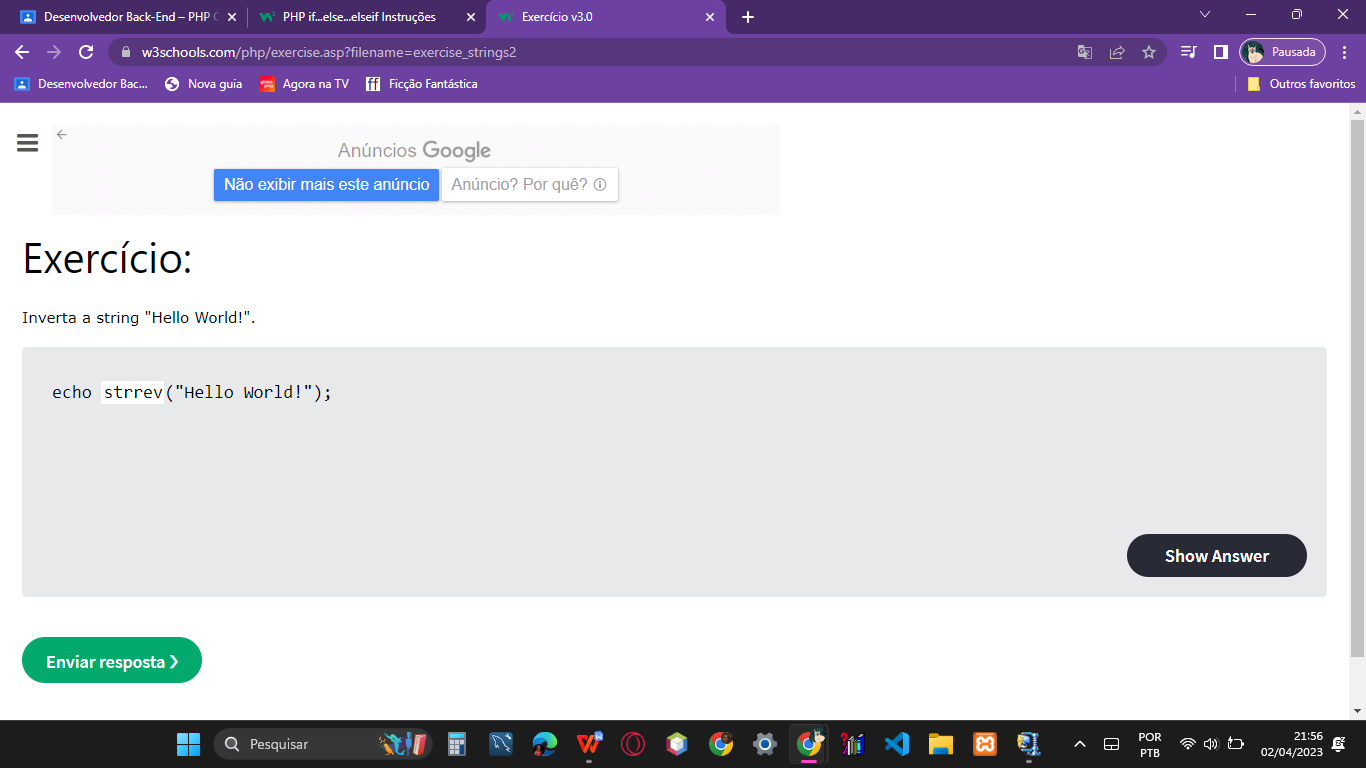 Desenvolvedor Back-End – PHP C
PHP if...else...elseif Instruções
Exercício v3.0
w3schools.com/php/exercise.asp?filename=exercise_strings2
Pausada
Desenvolvedor Bac...
Nova guia
Agora na TV
Ficção Fantástica
Outros favoritos
Anúncios Google
Não exibir mais este anúncio
Anúncio? Por quê?
Exercício:
Inverta a string "Hello World!".
echo strrev("Hello World!");
Show Answer
Enviar resposta ❯
Pesquisar
POR
PTB
21:56
02/04/2023